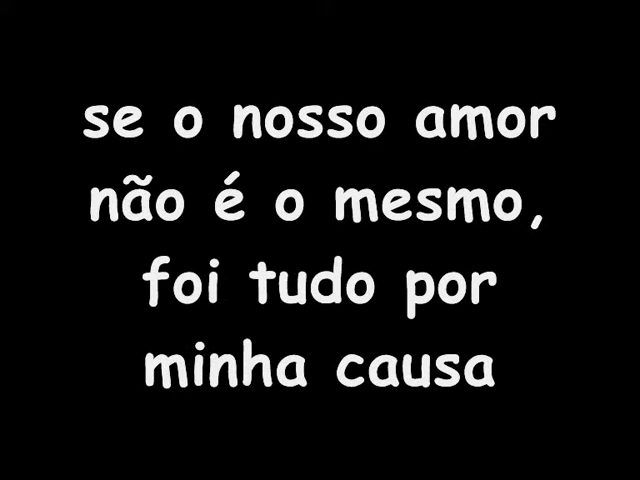 se o nosso amor
não é o mesmo,
foi tudo por
minha causa